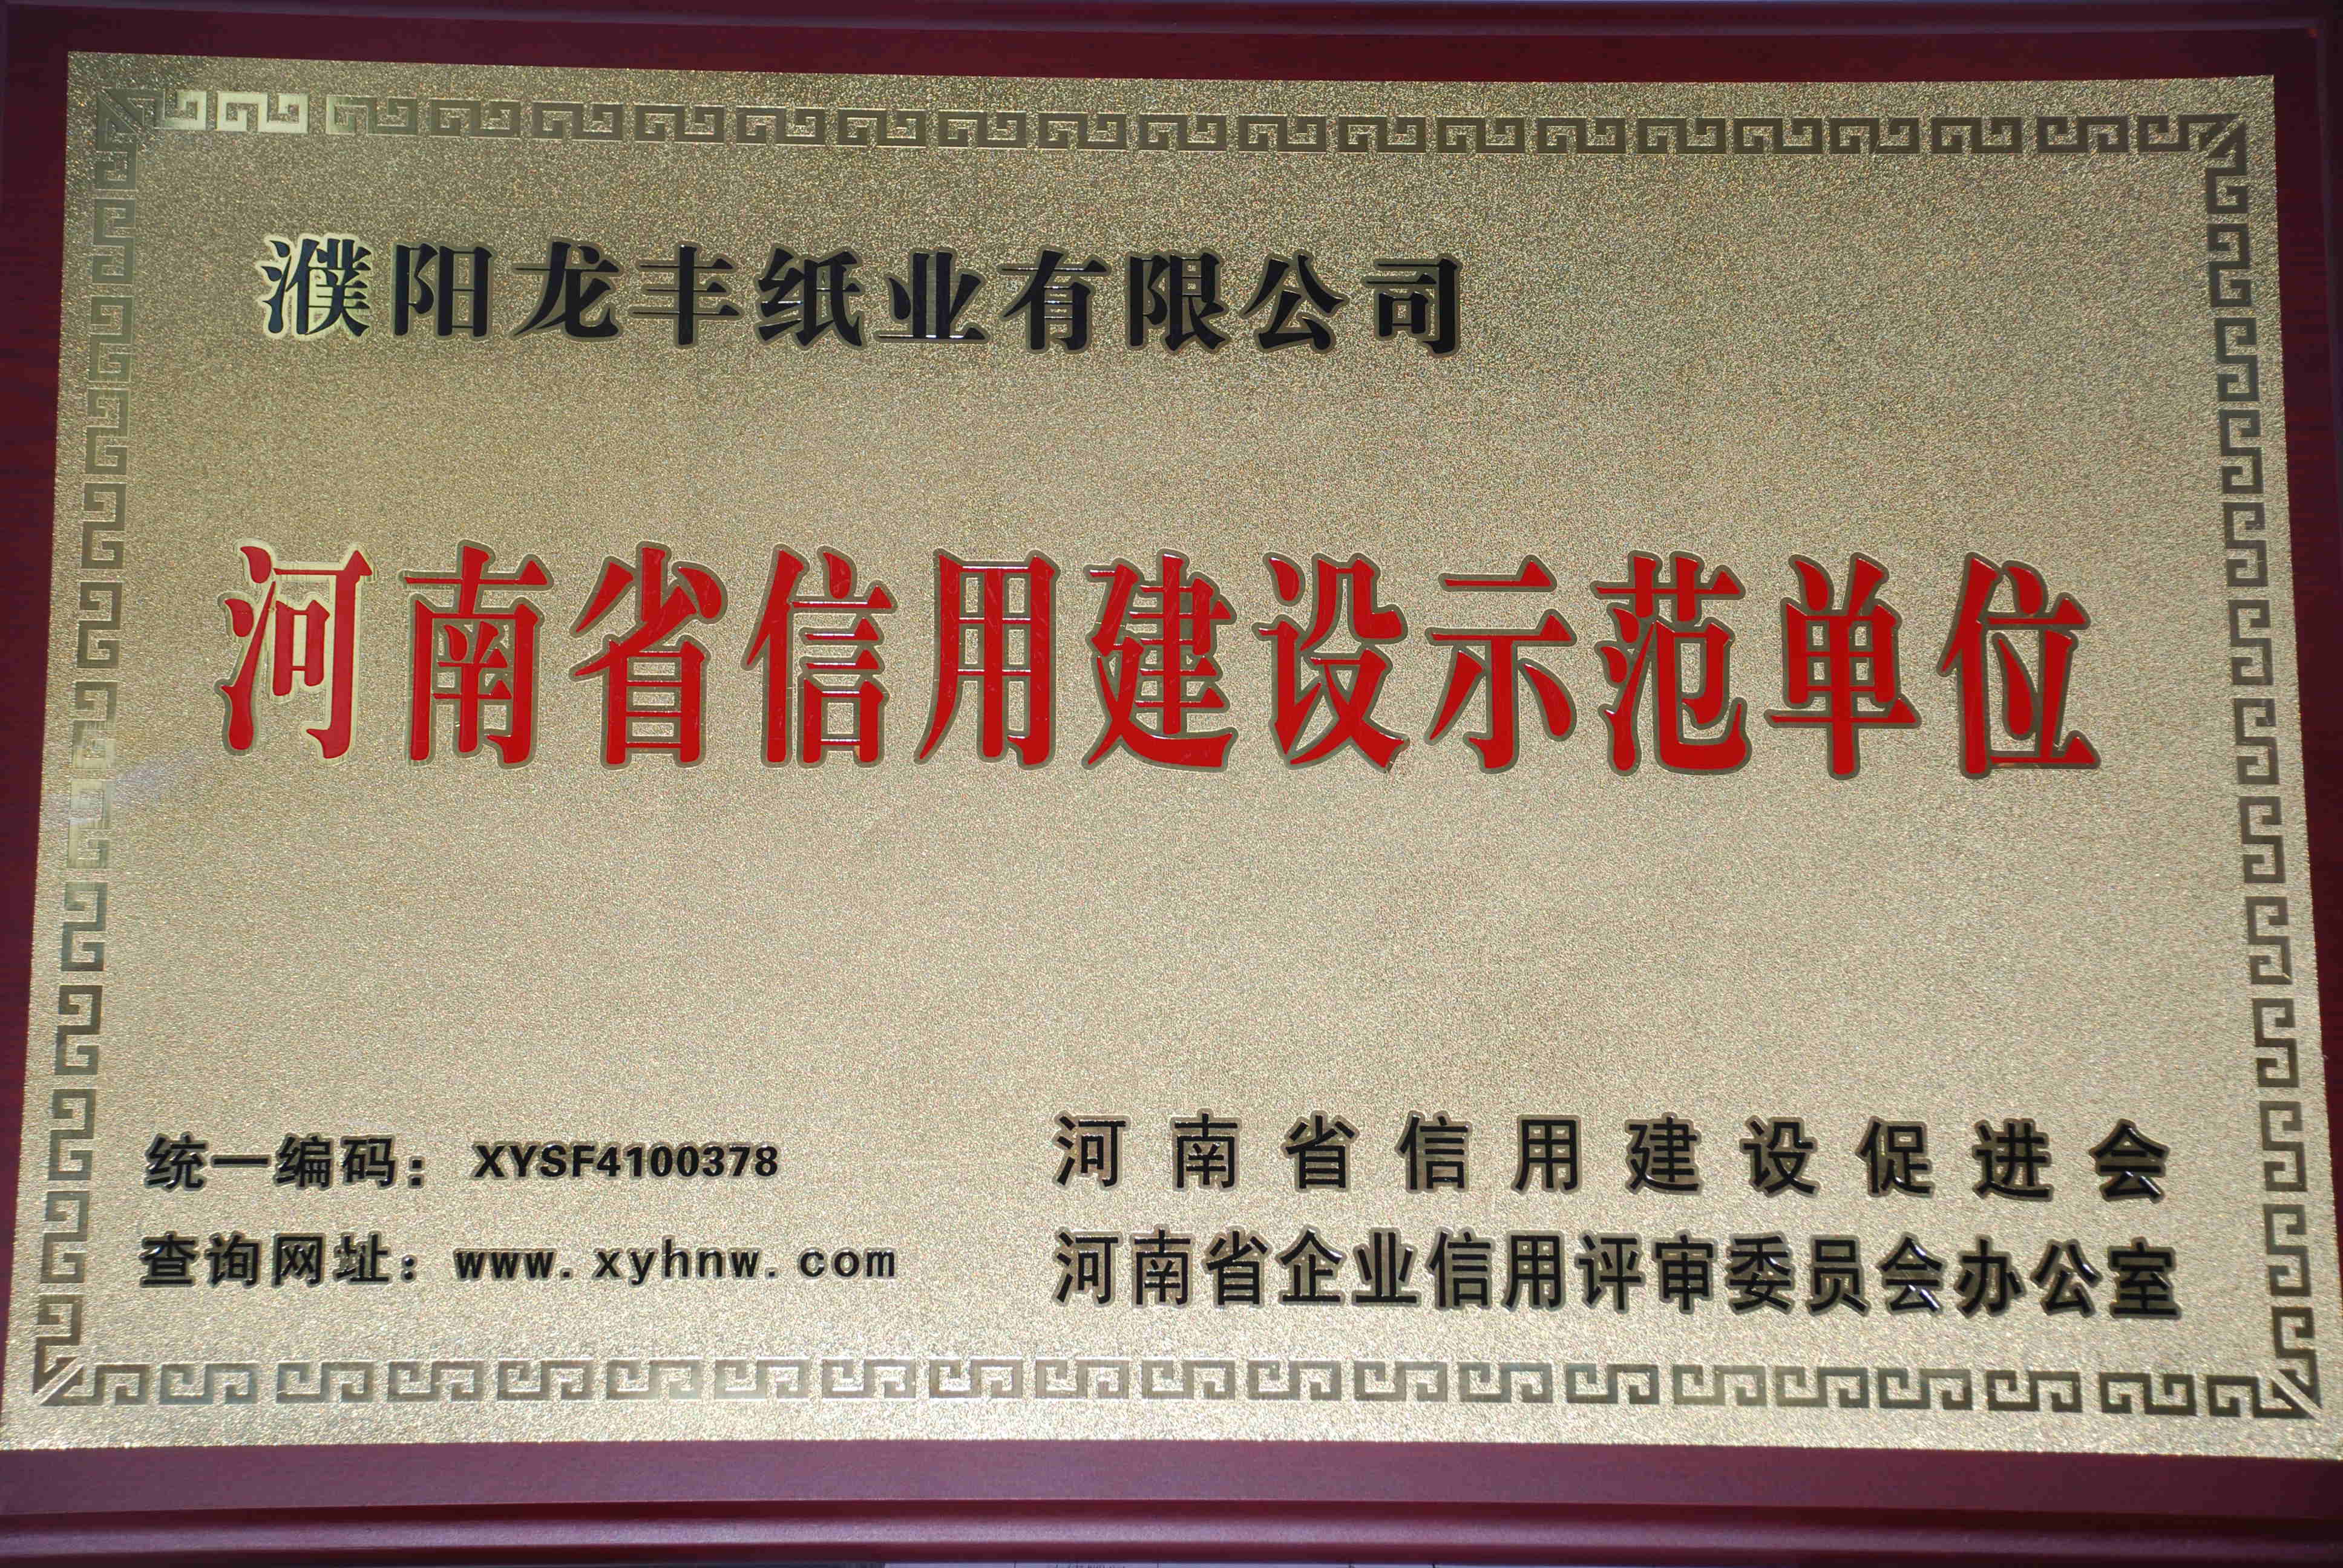 濮阳龙丰纸业有限公司
河南省信用建设示范单位
统一编码：XYSF4100378
查询网址：www.xyhnw.com
河南省信用建设促进会
河南省企业信用评审委员会办公室